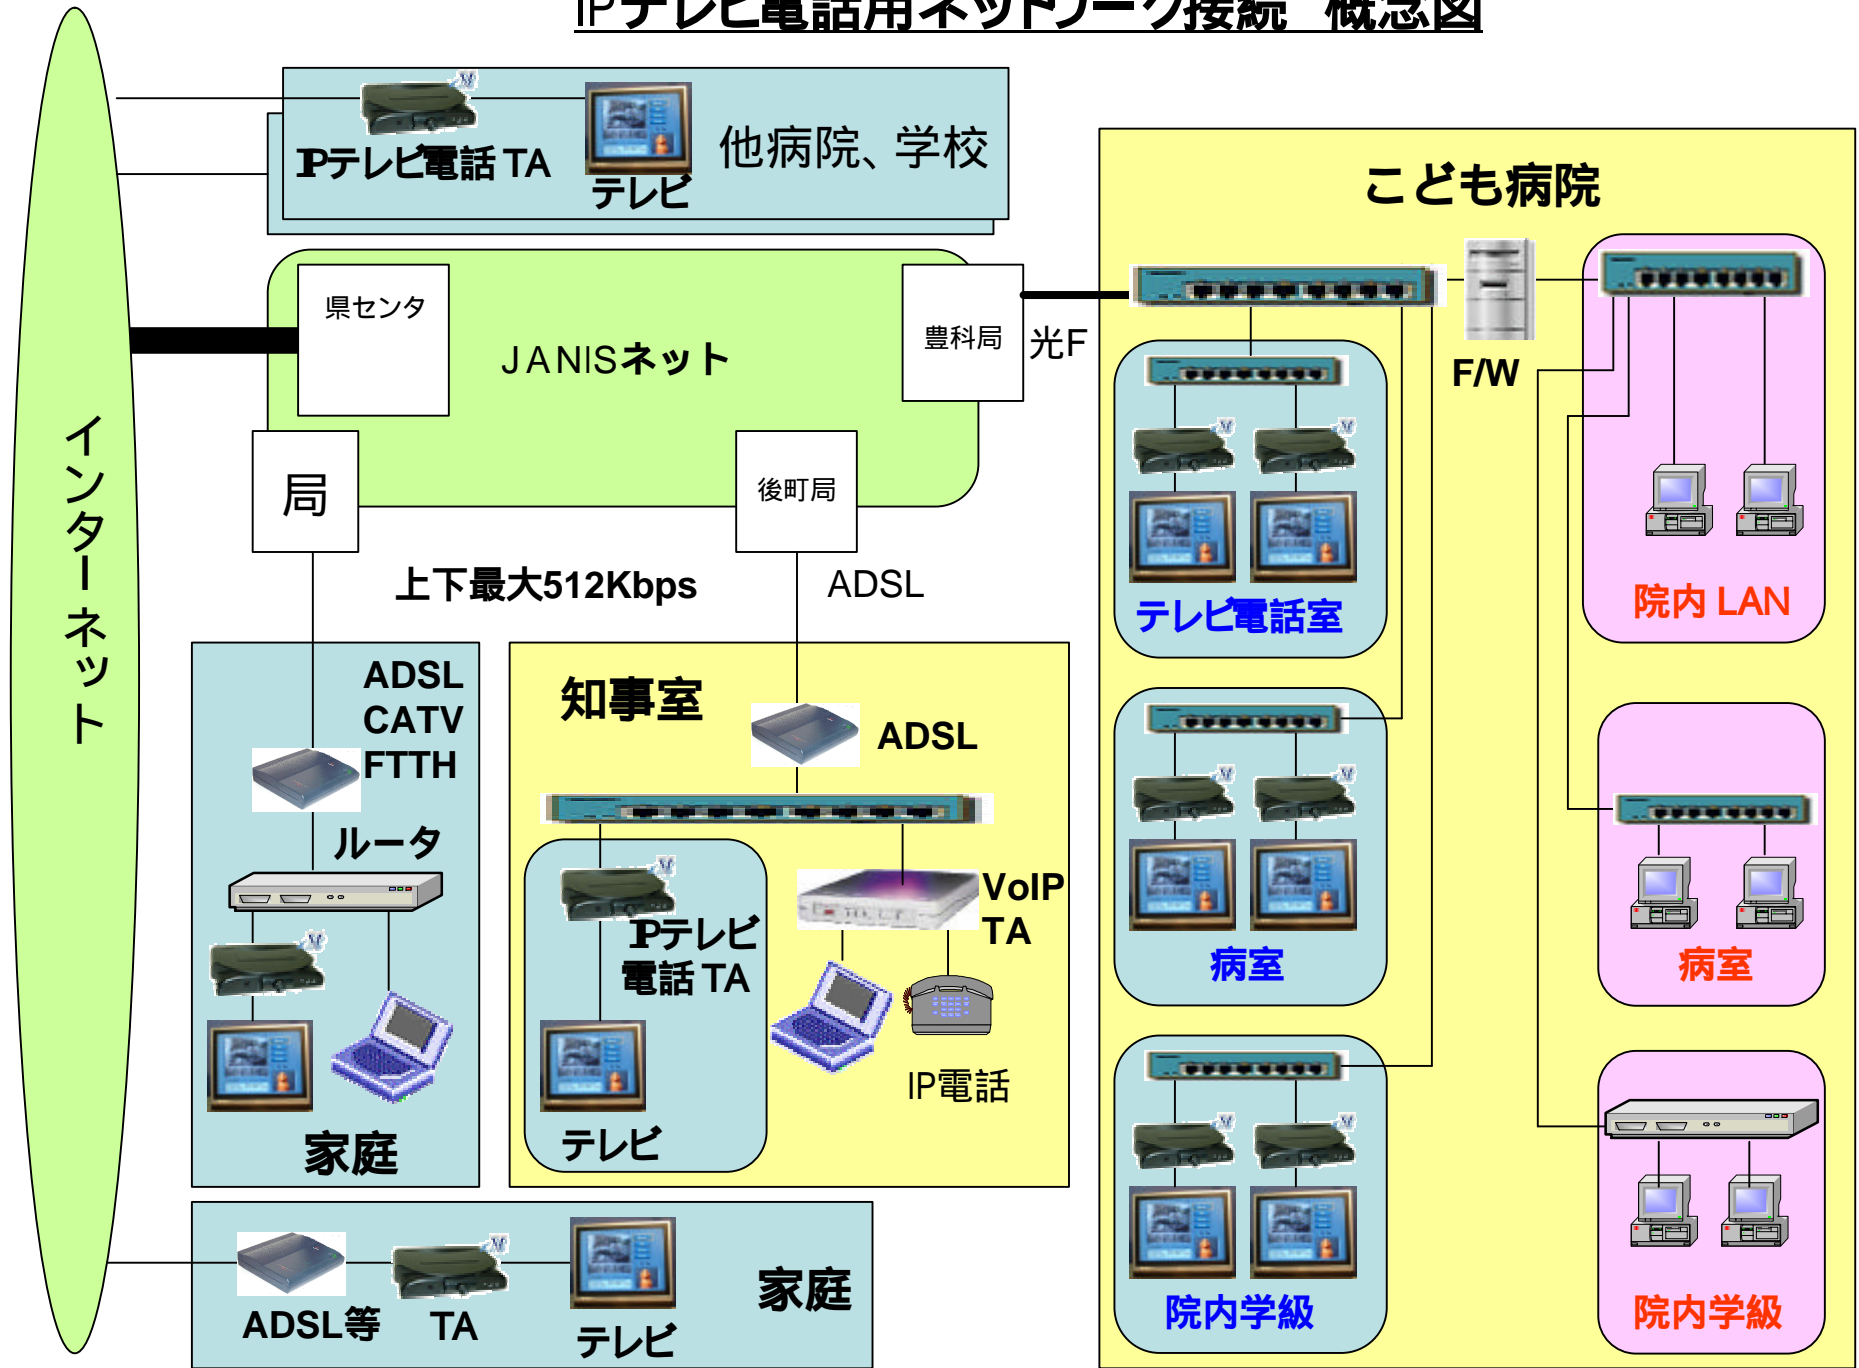 IPテレビ電話用ネットワーク接続 概念図
インターネット
IPテレビ電話 TA
テレビ
他病院、学校
県センタ
JANISネット
豊科局
光F
局
後町局
上下最大512Kbps
ADSL
ADSL
CATV
FTTH
ルータ
家庭
知事室
ADSL
IPテレビ
電話 TA
テレビ
VoIP
TA
IP電話
ADSL等
TA
テレビ
家庭
こども病院
F/W
テレビ電話室
病室
院内学級
院内 LAN
病室
院内学級